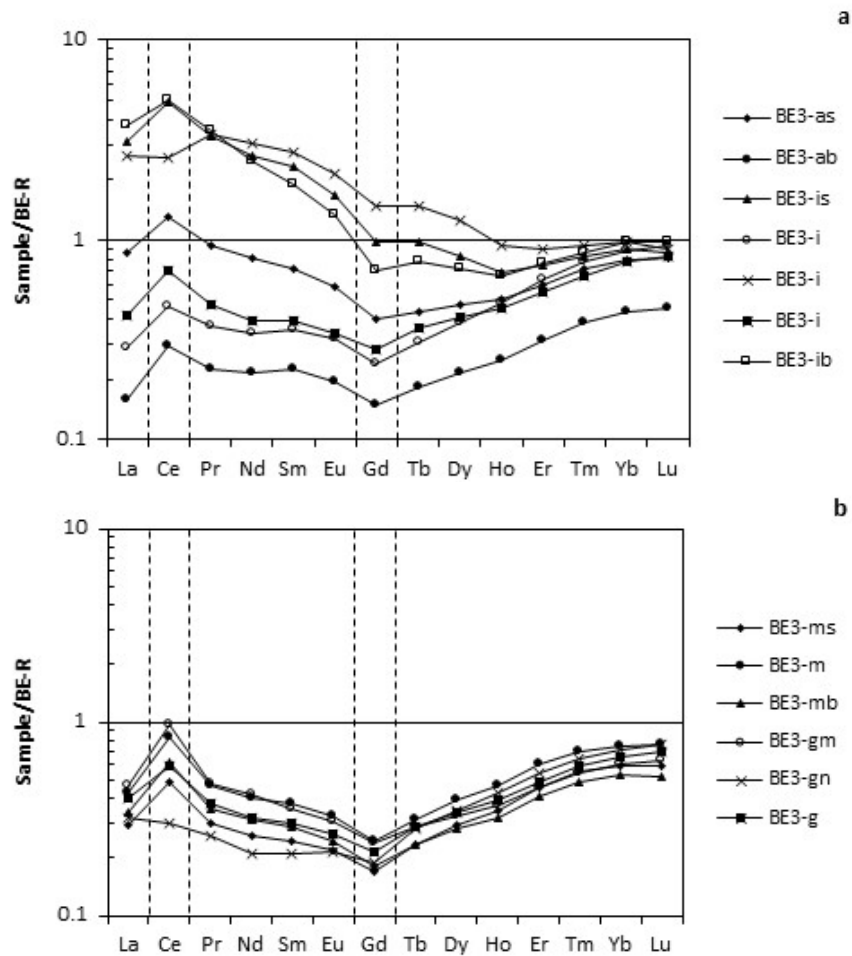 a
10
1
0.1
Sample/BE-R
La Ce Pr Nd Sm Eu Gd Tb Dy Ho Er Tm Yb Lu
BE3-as
BE3-ab
BE3-is
BE3-i
BE3-i
BE3-i
BE3-ib
b
10
1
0.1
Sample/BE-R
La Ce Pr Nd Sm Eu Gd Tb Dy Ho Er Tm Yb Lu
BE3-ms
BE3-m
BE3-mb
BE3-gm
BE3-gn
BE3-g